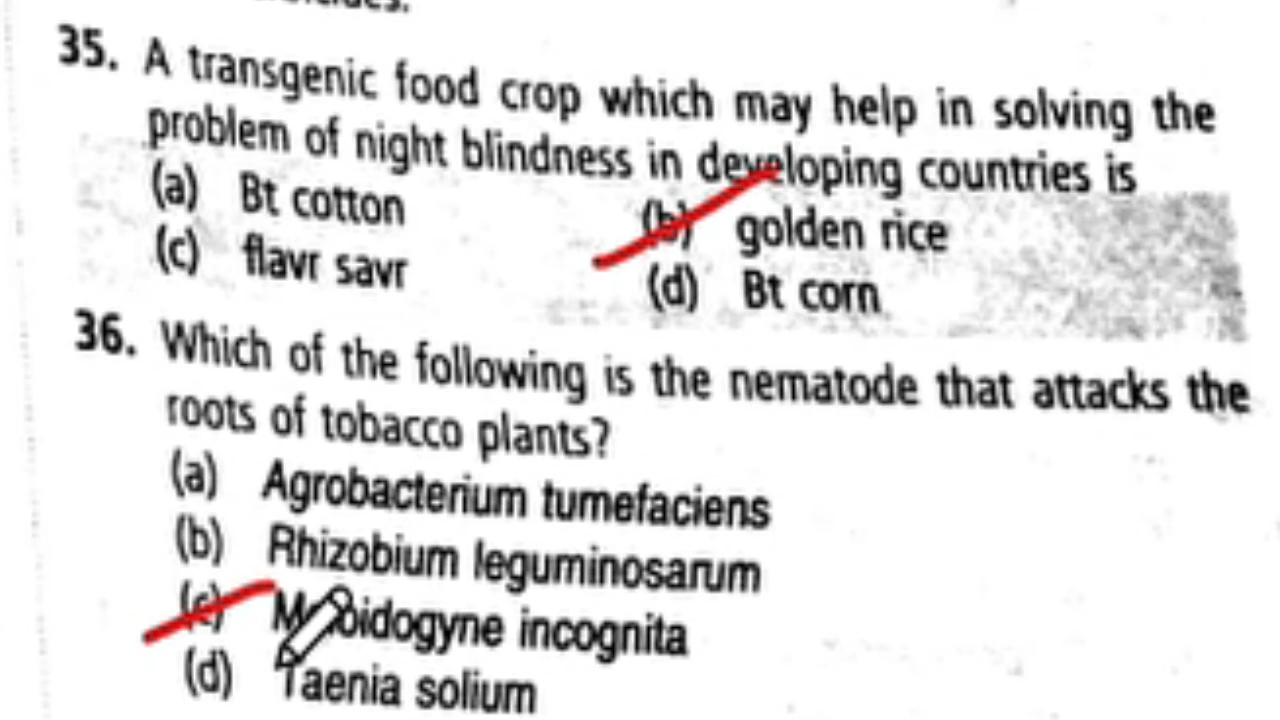 35. A transgenic food crop which may help in solving the
problem of night blindness in developing countries is
(a) Bt cotton (b) golden rice
(c) flavr savr (d) Bt corn
36. Which of the following is the nematode that attacks the
roots of tobacco plants?
(a) Agrobacterium tumefaciens
(b) Rhizobium leguminosarum
(c) Meloidogyne incognita
(d) Taenia solium